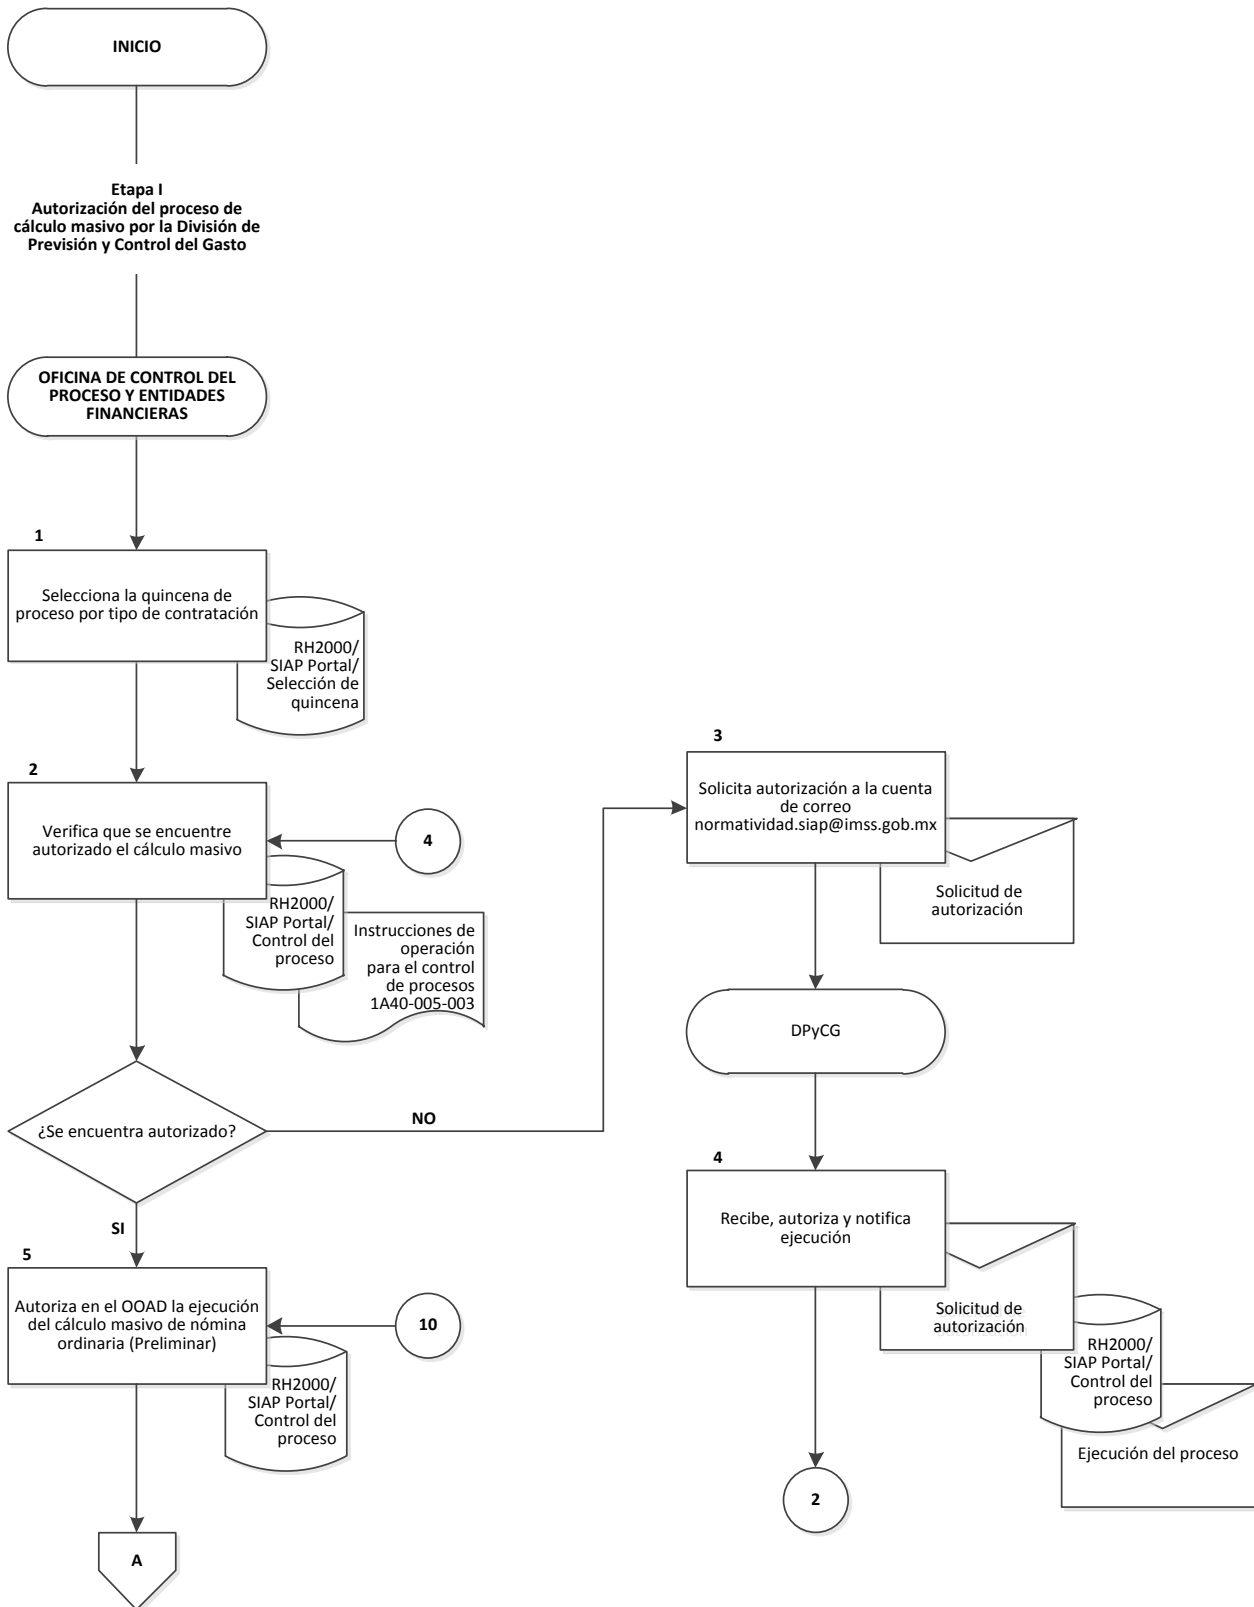 INICIO
Etapa I
Autorización del proceso de
cálculo masivo por la División de
Previsión y Control del Gasto
OFICINA DE CONTROL DEL
PROCESO Y ENTIDADES
FINANCIERAS
1
Selecciona la quincena de
proceso por tipo de contratación
RH2000/
SIAP Portal/
Selección de
quincena
2
Verifica que se encuentre
autorizado el cálculo masivo
4
RH2000/
SIAP Portal/
Control del
proceso
Instrucciones de
operación
para el control
de procesos
1A40-005-003
¿Se encuentra autorizado?
NO
SI
3
Solicita autorización a la cuenta
de correo
normatividad.siap@imss.gob.mx
Solicitud de
autorización
DPyCG
4
Recibe, autoriza y notifica
ejecución
Solicitud de
autorización
RH2000/
SIAP Portal/
Control del
proceso
Ejecución del proceso
2
5
Autoriza en el OOAD la ejecución
del cálculo masivo de nómina
ordinaria (Preliminar)
10
RH2000/
SIAP Portal/
Control del
proceso
A